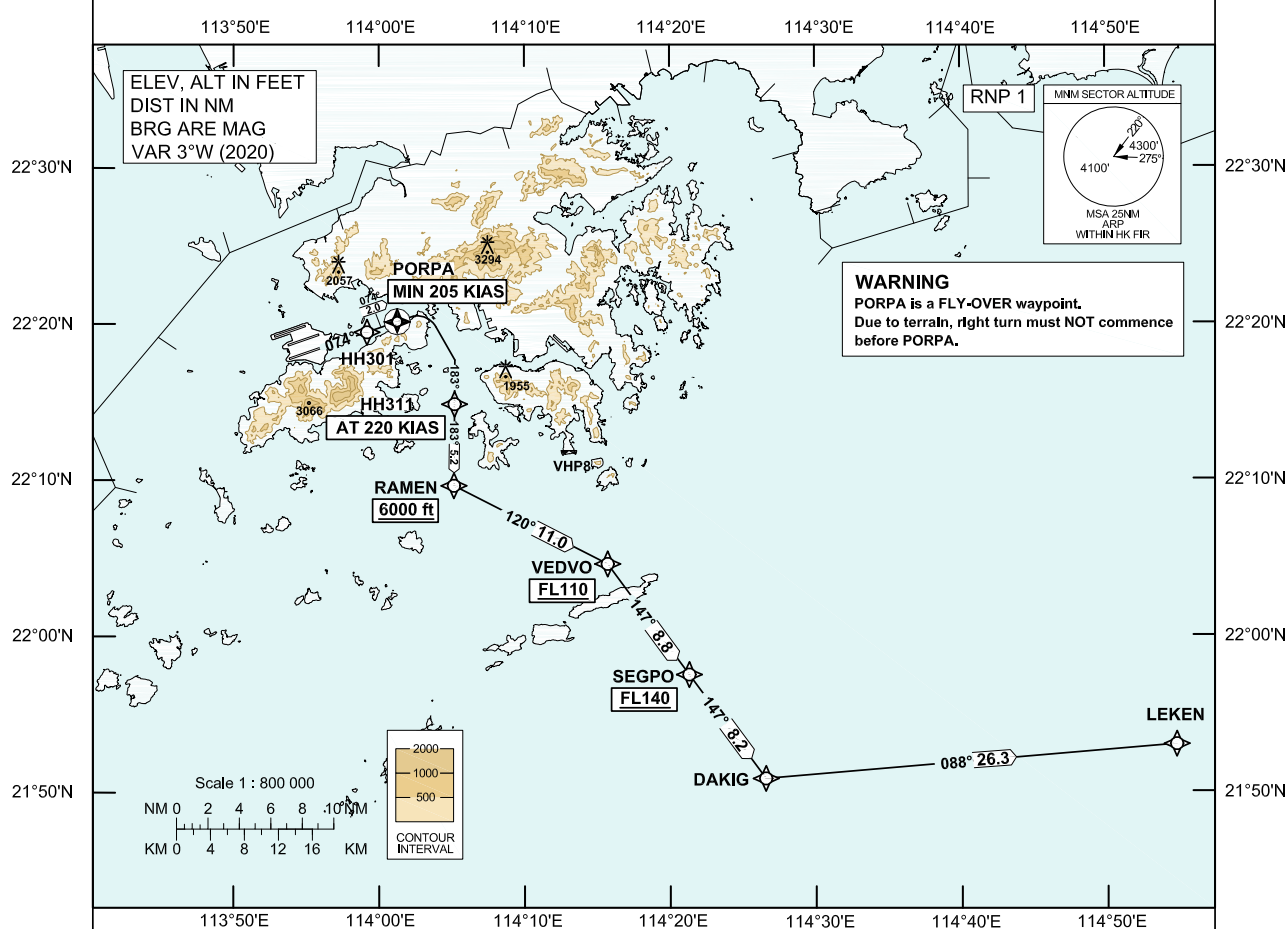 113°50'E 114°00'E 114°10'E 114°20'E 114°30'E 114°40'E 114°50'E
ELEV, ALT IN FEET
DIST IN NM
BRG ARE MAG
VAR 3°W (2020)
RNP 1
MNM SECTOR ALTITUDE
220°
4300'
275°
4100'
MSA 25NM
ARP
WITHIN HK FIR
22°30'N
22°30'N
3294
2057
PORPA
MIN 205 KIAS
WARNING
PORPA is a FLY-OVER waypoint.
Due to terrain, right turn must NOT commence
before PORPA.
074°
2.0
22°20'N
22°20'N
074°
HH301
183°
1955
3066
HH311
AT 220 KIAS
183° 5.2
VHP8
22°10'N
22°10'N
RAMEN
6000 ft
120° 11.0
VEDVO
FL110
147° 8.8
22°00'N
22°00'N
SEGPO
FL140
147° 8.2
LEKEN
088° 26.3
DAKIG
21°50'N
21°50'N
2000
1000
500
CONTOUR
INTERVAL
Scale 1 : 800 000
NM 0 2 4 6 8 10 NM
KM 0 4 8 12 16 KM
113°50'E 114°00'E 114°10'E 114°20'E 114°30'E 114°40'E 114°50'E